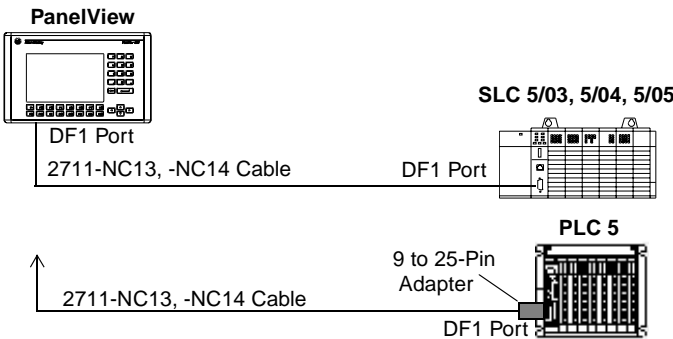 PanelView
SLC 5/03, 5/04, 5/05
DF1 Port
2711-NC13, -NC14 Cable
DF1 Port
PLC 5
9 to 25-Pin
Adapter
2711-NC13, -NC14 Cable
DF1 Port